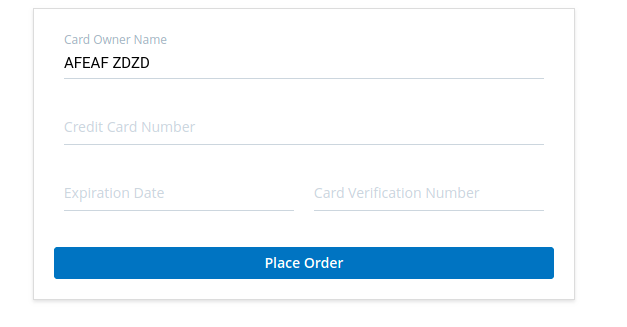 Card Owner Name
AFEAF ZDZD
Credit Card Number
Expiration Date
Card Verification Number
Place Order